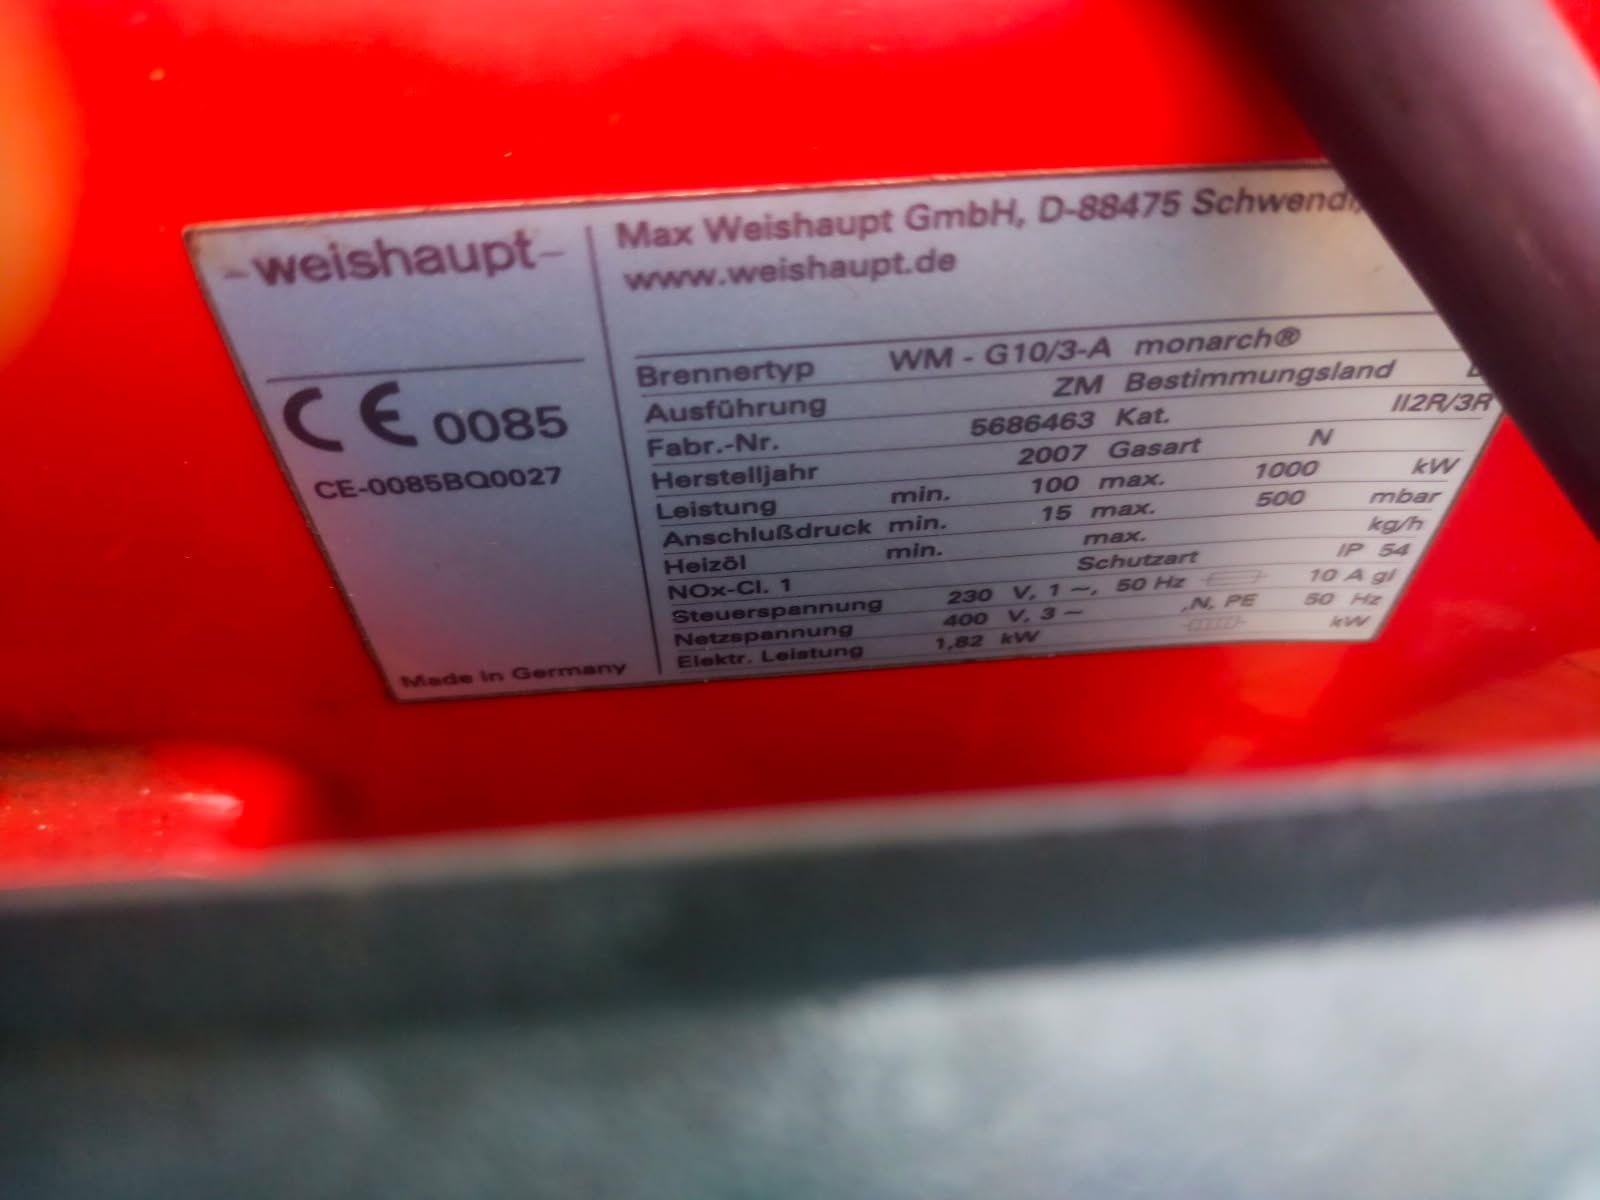 -weishaupt-
Max Weishaupt GmbH, D-88475 Schwendi
www.weishaupt.de
CE 0085
CE-0085BQ0027
Made in Germany
Brennertyp WM - G10/3-A monarch®
Ausführung ZM Bestimmungsland
Fabr.-Nr. 5686463 Kat. II2R/3R
Herstelljahr 2007 Gasart N
Leistung min. 100 max. 1000 kW
Anschlußdruck min. 15 max. 500 mbar
Heizöl min. max. kg/h
NOx-Cl. 1 Schutzart IP 54
Steuerspannung 230 V, 1 ~, 50 Hz 10 A gl
Netzspannung 400 V, 3 ~ ,N, PE 50 Hz
Elektr. Leistung 1,82 kW kW